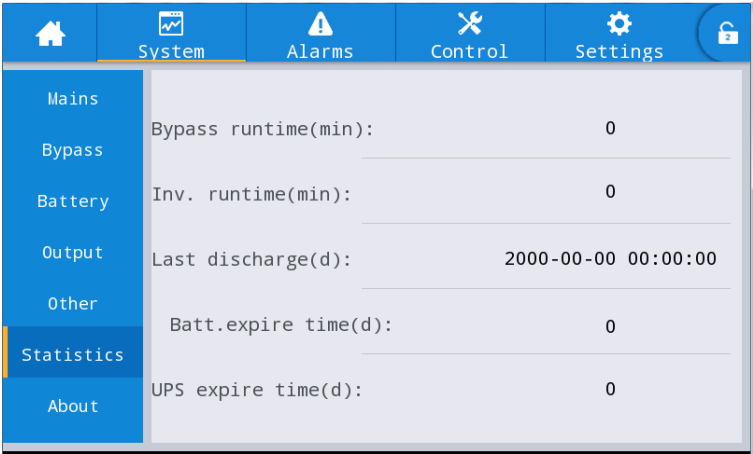 System Alarms Control Settings
2
Mains
Bypass
Battery
Output
Other
Statistics
About
Bypass runtime(min): 0
Inv. runtime(min): 0
Last discharge(d): 2000-00-00 00:00:00
Batt.expire time(d): 0
UPS expire time(d): 0